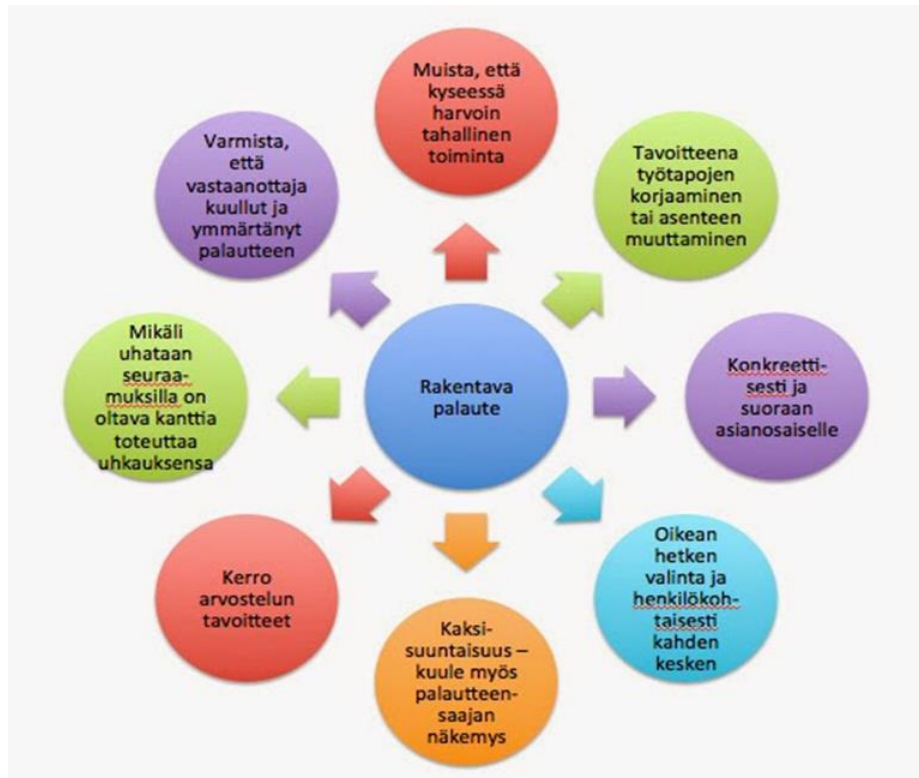 Rakentava
palaute
Muista, että
kyseessä
harvoin
tahallinen
toiminta
Tavoitteena
työtapojen
korjaaminen
tai asenteen
muuttaminen
Konkreetti-
sesti ja
suoraan
asianosaiselle
Oikean
hetken
valinta ja
henkilökoh-
taisesti
kahden
kesken
Kaksi-
suuntaisuus –
kuule myös
palautteen-
saajan
näkemys
Kerro
arvostelun
tavoitteet
Mikäli
uhataan
seuraa-
muksilla on
oltava kanttia
toteuttaa
uhkauksensa
Varmista,
että
vastaanottaja
kuullut ja
ymmärtänyt
palautteen